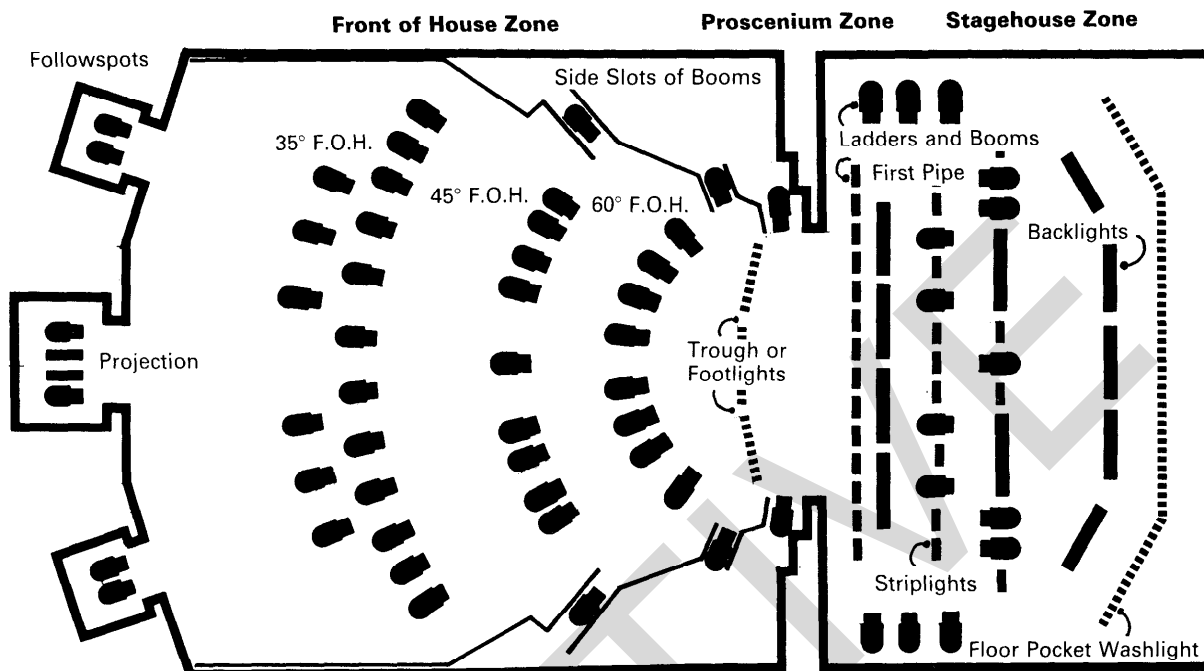 Front of House Zone
Proscenium Zone
Stagehouse Zone
Followspots
Side Slots of Booms
35° F.O.H.
45° F.O.H.
60° F.O.H.
Ladders and Booms
First Pipe
Backlights
Projection
Trough or
Footlights
Striplights
Floor Pocket Washlight